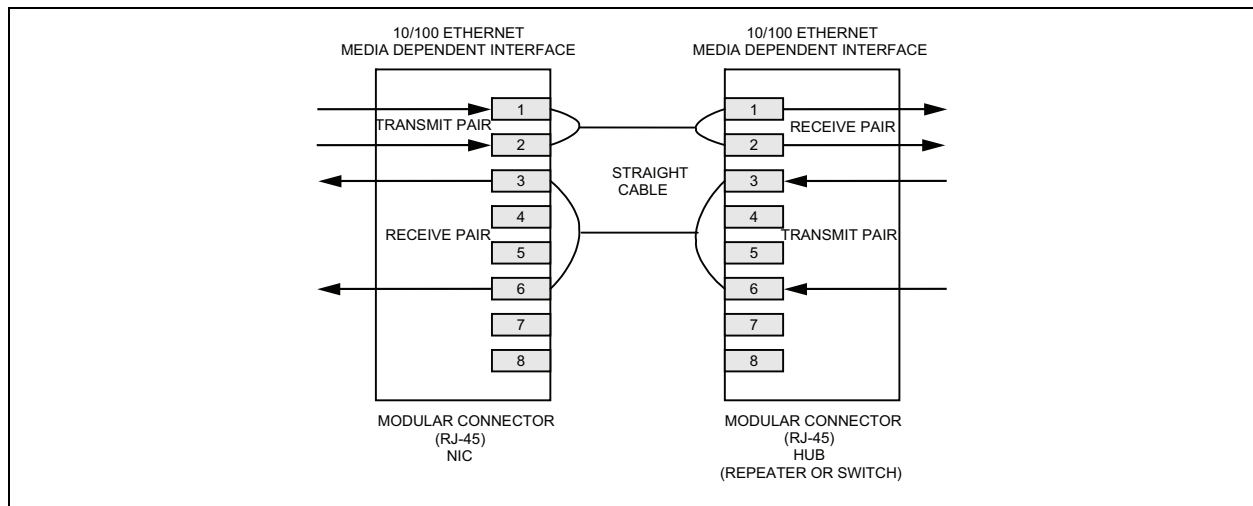 10/100 ETHERNET
MEDIA DEPENDENT INTERFACE
10/100 ETHERNET
MEDIA DEPENDENT INTERFACE
1
TRANSMIT PAIR
2
3
4
RECEIVE PAIR
5
6
7
8
STRAIGHT
CABLE
1
RECEIVE PAIR
2
3
4
TRANSMIT PAIR
5
6
7
8
MODULAR CONNECTOR
(RJ-45)
NIC
MODULAR CONNECTOR
(RJ-45)
HUB
(REPEATER OR SWITCH)